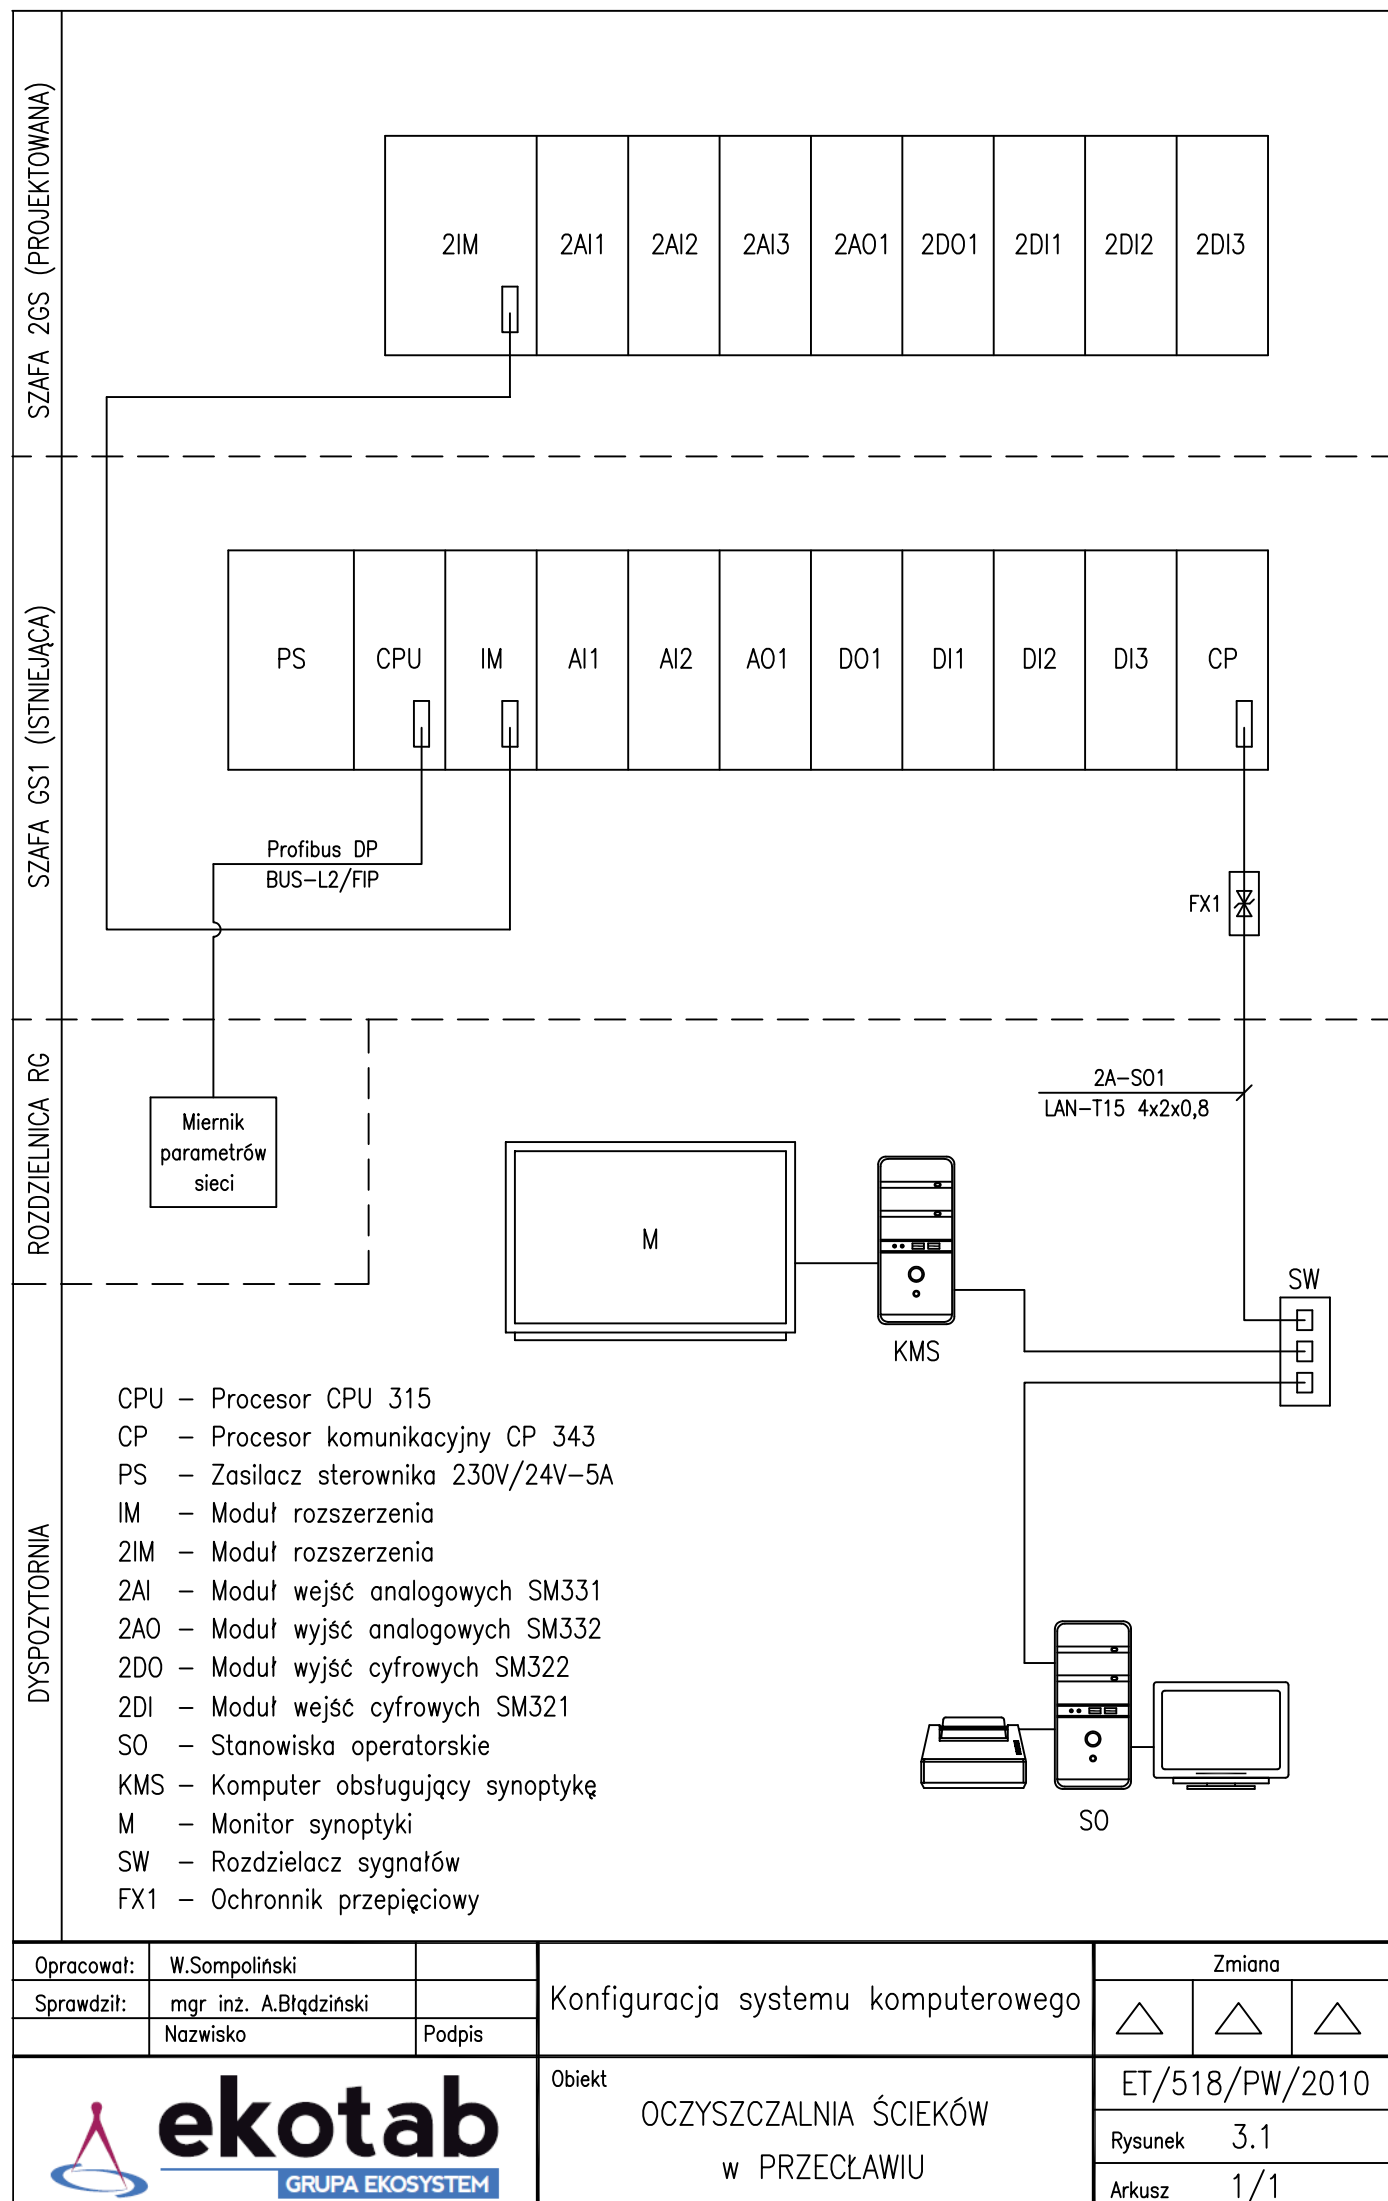 SZAFA 2GS (PROJEKTOWANA)
2IM 2AI1 2AI2 2AI3 2AO1 2DO1 2DI1 2DI2 2DI3
SZAFA GS1 (ISTNIEJĄCA)
PS CPU IM AI1 AI2 AO1 DO1 DI1 DI2 DI3 CP
Profibus DP
BUS-L2/FIP
FX1
ROZDZIELNICA RG
Miernik
parametrów
sieci
2A-SO1
LAN-T15 4x2x0,8
M
KMS
SW
DYSPOZYTORNIA
CPU – Procesor CPU 315
CP – Procesor komunikacyjny CP 343
PS – Zasilacz sterownika 230V/24V-5A
IM – Moduł rozszerzenia
2IM – Moduł rozszerzenia
2AI – Moduł wejść analogowych SM331
2AO – Moduł wyjść analogowych SM332
2DO – Moduł wyjść cyfrowych SM322
2DI – Moduł wejść cyfrowych SM321
SO – Stanowiska operatorskie
KMS – Komputer obsługujący synoptykę
M – Monitor synoptyki
SW – Rozdzielacz sygnałów
FX1 – Ochronnik przepięciowy
SO
Opracował: W.Sompoliński
Sprawdził: mgr inż. A.Błądziński
Nazwisko Podpis
Konfiguracja systemu komputerowego
Zmiana
ekotab
GRUPA EKOSYSTEM
Obiekt
OCZYSZCZALNIA ŚCIEKÓW
w PRZECŁAWIU
ET/518/PW/2010
Rysunek 3.1
Arkusz 1/1